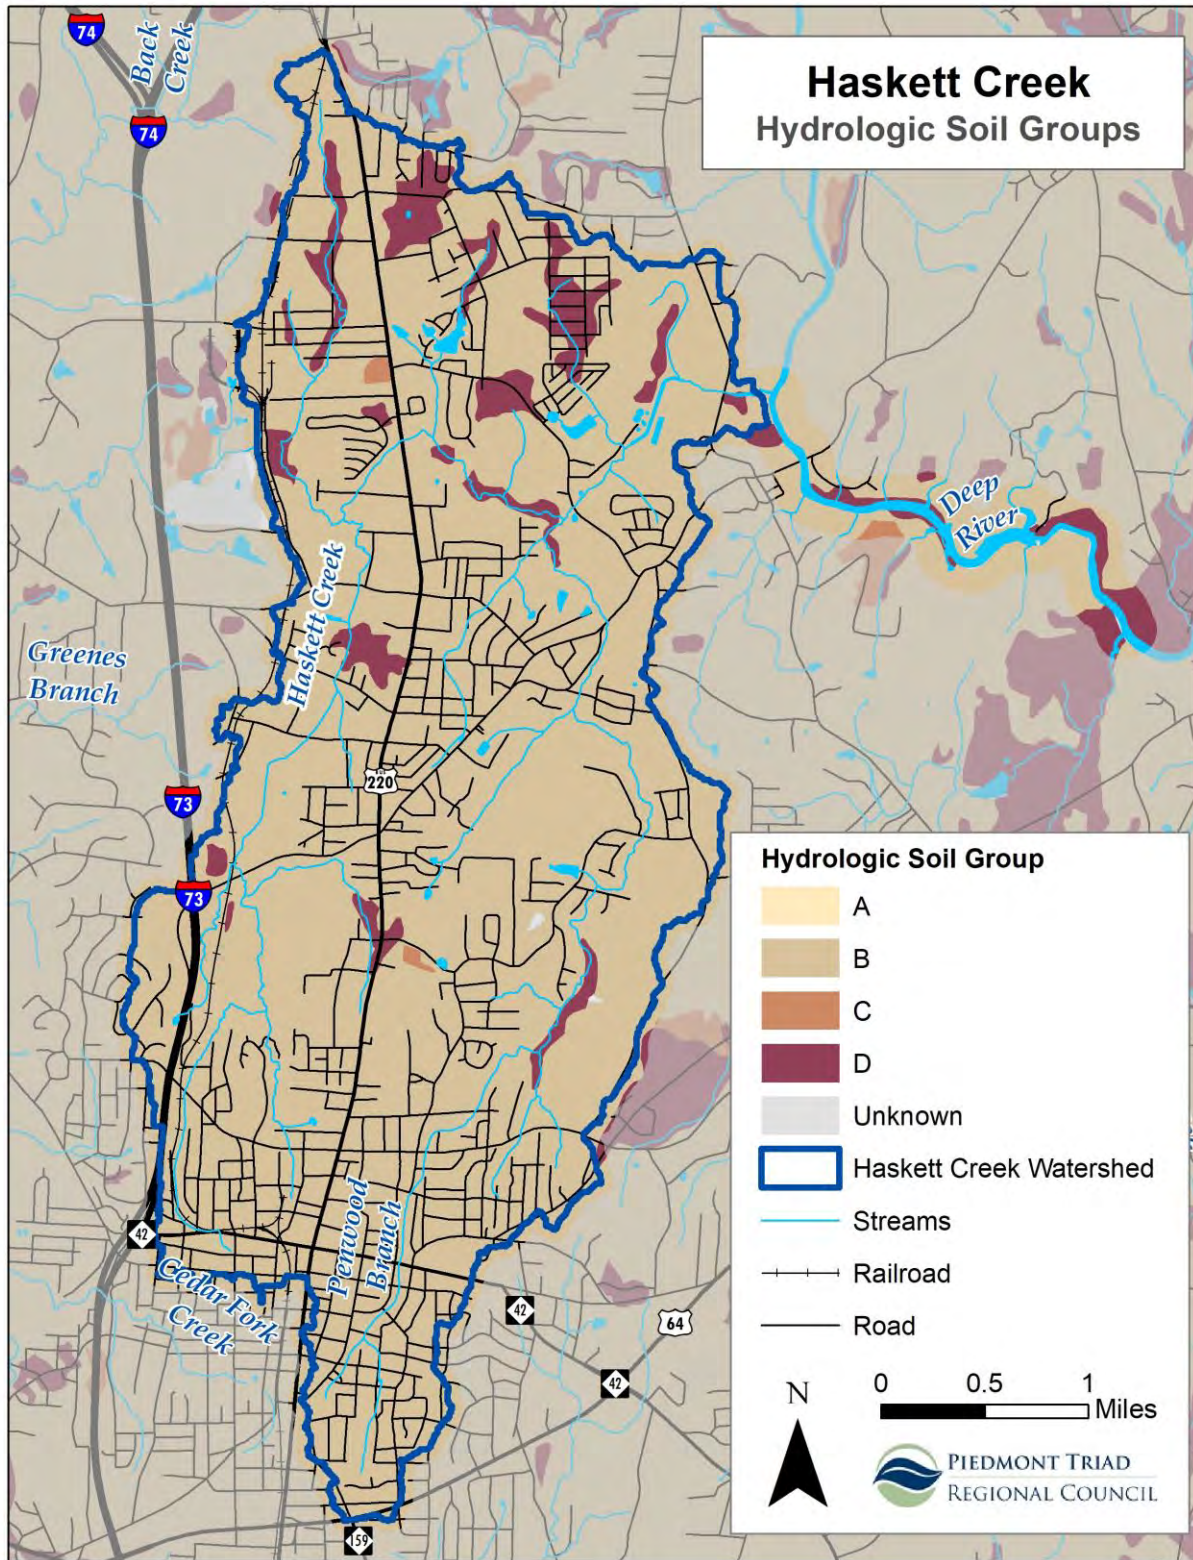 Haskett Creek
Hydrologic Soil Groups
74
Back
Creek
74
Deep
River
Haskett Creek
Greenes
Branch
220
73
73
Penwood
Branch
42
Cedar Fork
Creek
42
64
42
159
Hydrologic Soil Group
A
B
C
D
Unknown
Haskett Creek Watershed
Streams
Railroad
Road
N
0 0.5 1
Miles
PIEDMONT TRIAD
REGIONAL COUNCIL